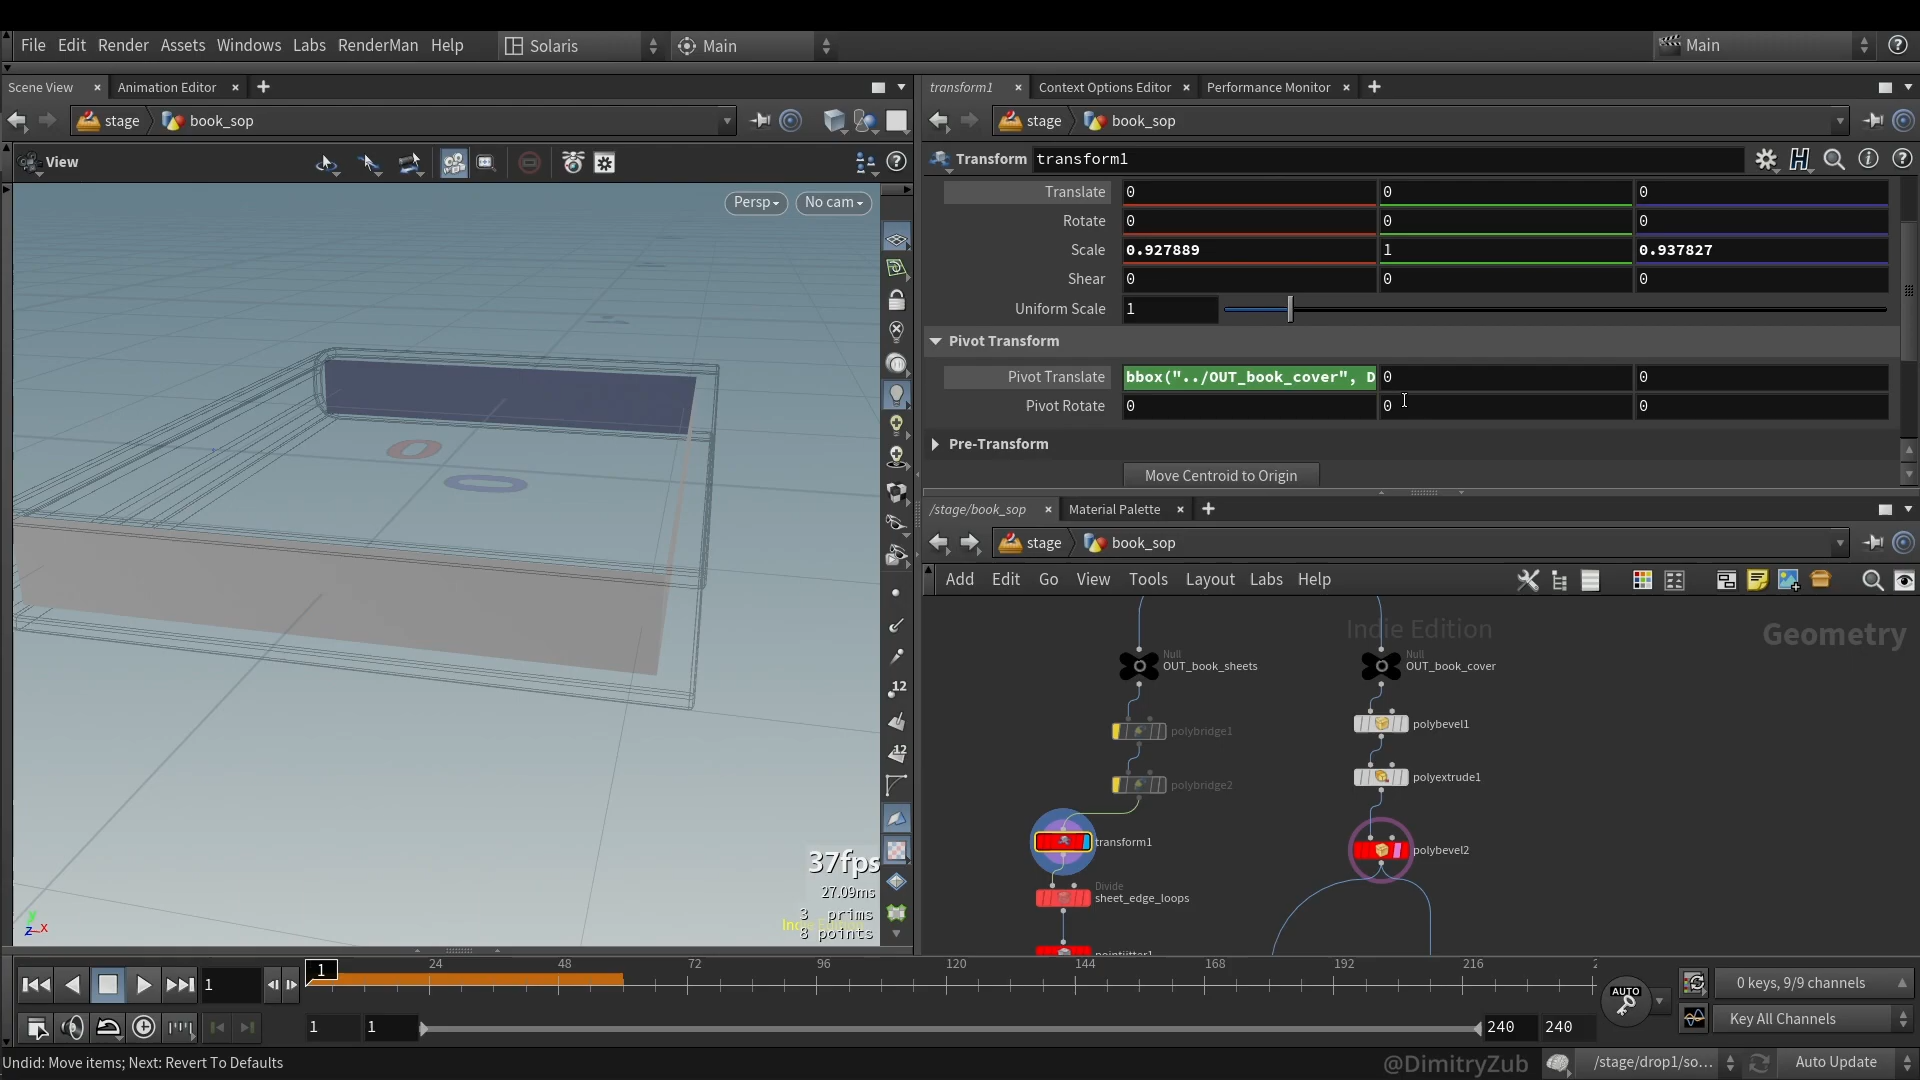 File Edit Render Assets Windows Labs RenderMan Help Solaris Main Main
Scene View Animation Editor
stage book_sop
View
Persp No cam
37fps
27.09ms
3 prims
8 points
transform1 Context Options Editor Performance Monitor
stage book_sop
Transform transform1
Translate 0 0 0
Rotate 0 0 0
Scale 0.927889 1 0.937827
Shear 0 0 0
Uniform Scale 1
Pivot Transform
Pivot Translate bbox("../OUT_book_cover", D 0 0
Pivot Rotate 0 0 0
Pre-Transform
Move Centroid to Origin
/stage/book_sop Material Palette
stage book_sop
Add Edit Go View Tools Layout Labs Help
Indie Edition
Geometry
Null
OUT_book_sheets
Null
OUT_book_cover
polybridge1
polybevel1
polybridge2
polyextrude1
transform1
polybevel2
Divide
sheet_edge_loops
12
12
1 1 24 48 72 96 120 144 168 192 216
AUTO
0 keys, 9/9 channels
1 1 240 240
Key All Channels
Undid: Move items; Next: Revert To Defaults
@DimitryZub
/stage/drop1/so...
Auto Update